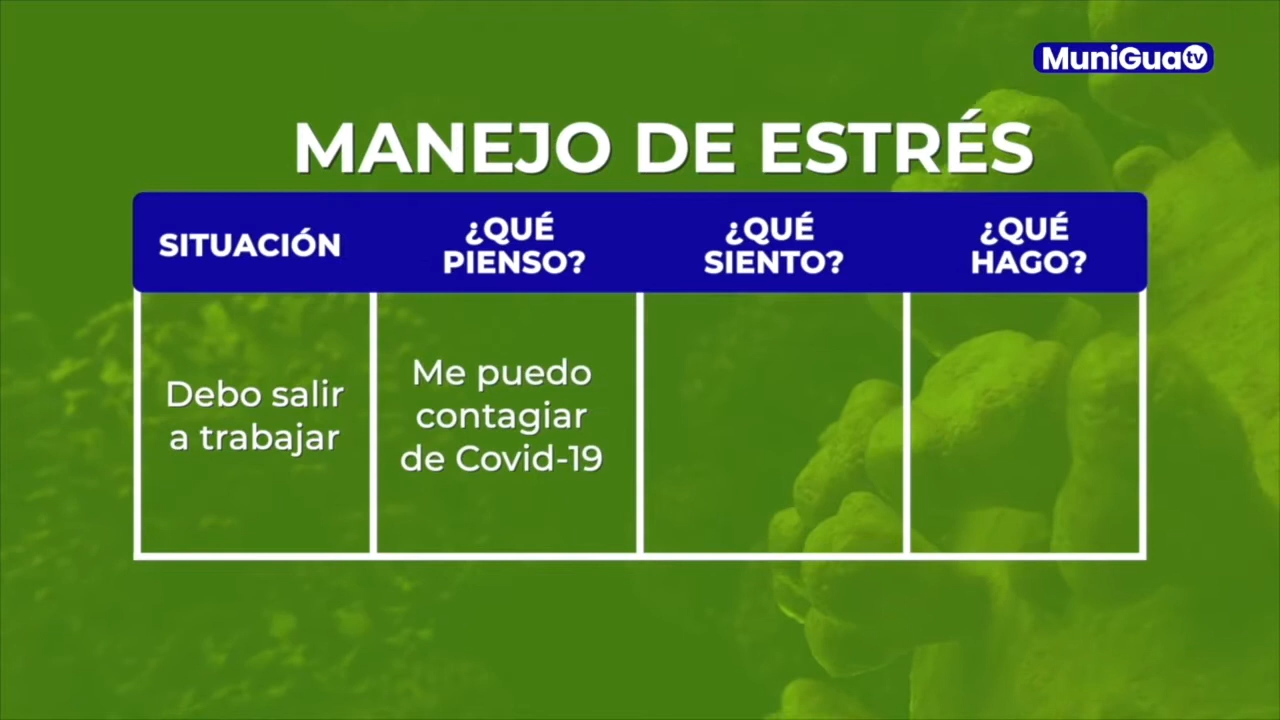 MuniGuatv
MANEJO DE ESTRÉS
SITUACIÓN
¿QUÉ
PIENSO?
¿QUÉ
SIENTO?
¿QUÉ
HAGO?
Debo salir
a trabajar
Me puedo
contagiar
de Covid-19